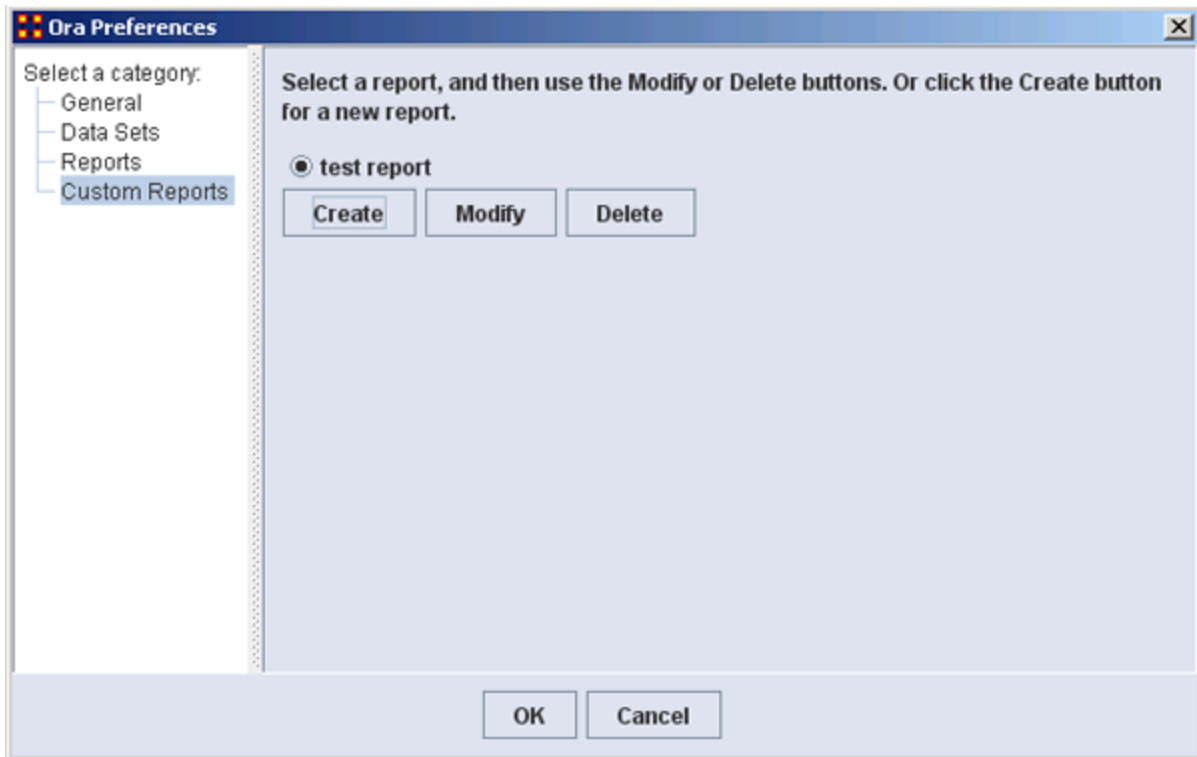 Ora Preferences
Select a category:
General
Data Sets
Reports
Custom Reports
Select a report, and then use the Modify or Delete buttons. Or click the Create button
for a new report.
test report
Create Modify Delete
OK Cancel